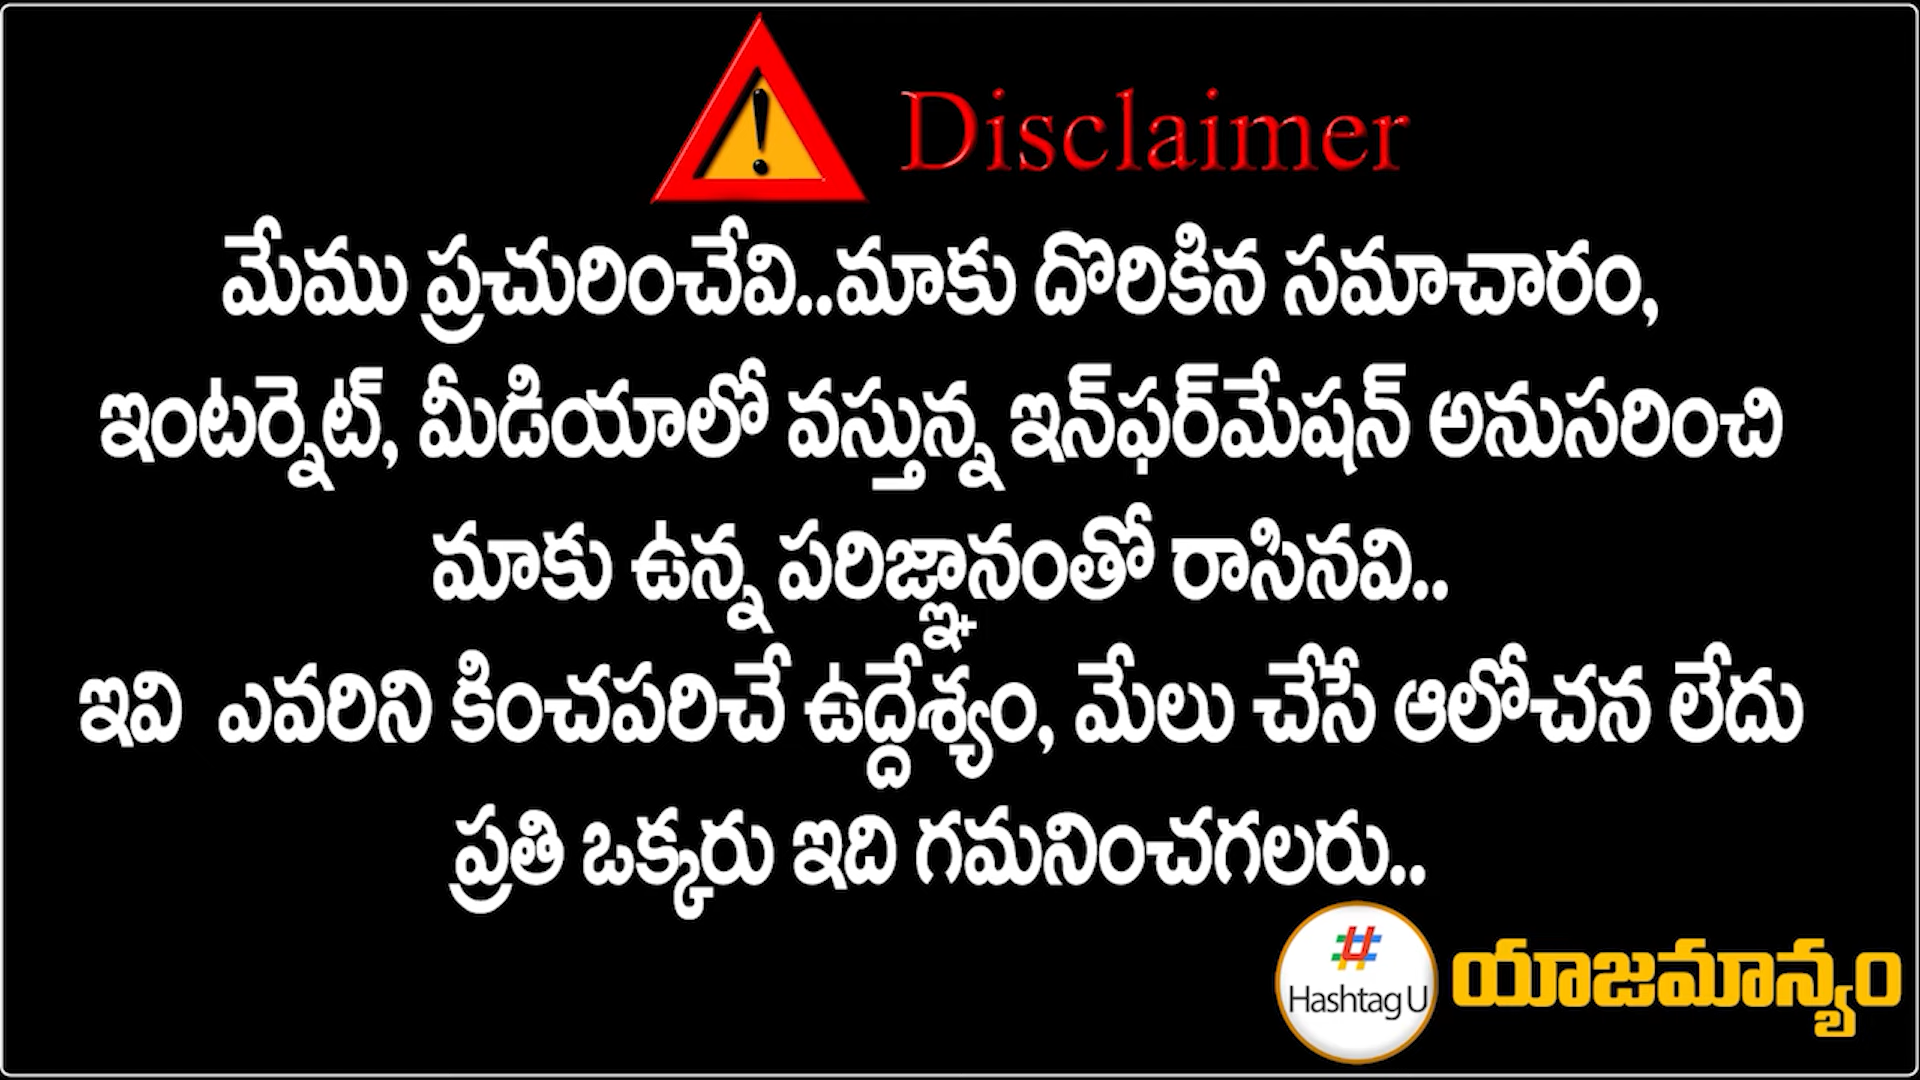 Disclaimer
మేము ప్రచురించేవి..మాకు దొరికిన సమాచారం,
ఇంటర్నెట్, మీడియాలో వస్తున్న ఇన్‌ఫర్‌మేషన్ అనుసరించి
మాకు ఉన్న పరిజ్ఞానంతో రాసినవి..
ఇవి ఎవరిని కించపరిచే ఉద్దేశ్యం, మేలు చేసే ఆలోచన లేదు
ప్రతి ఒక్కరు ఇది గమనించగలరు..
# Hashtag U
యాజమాన్యం